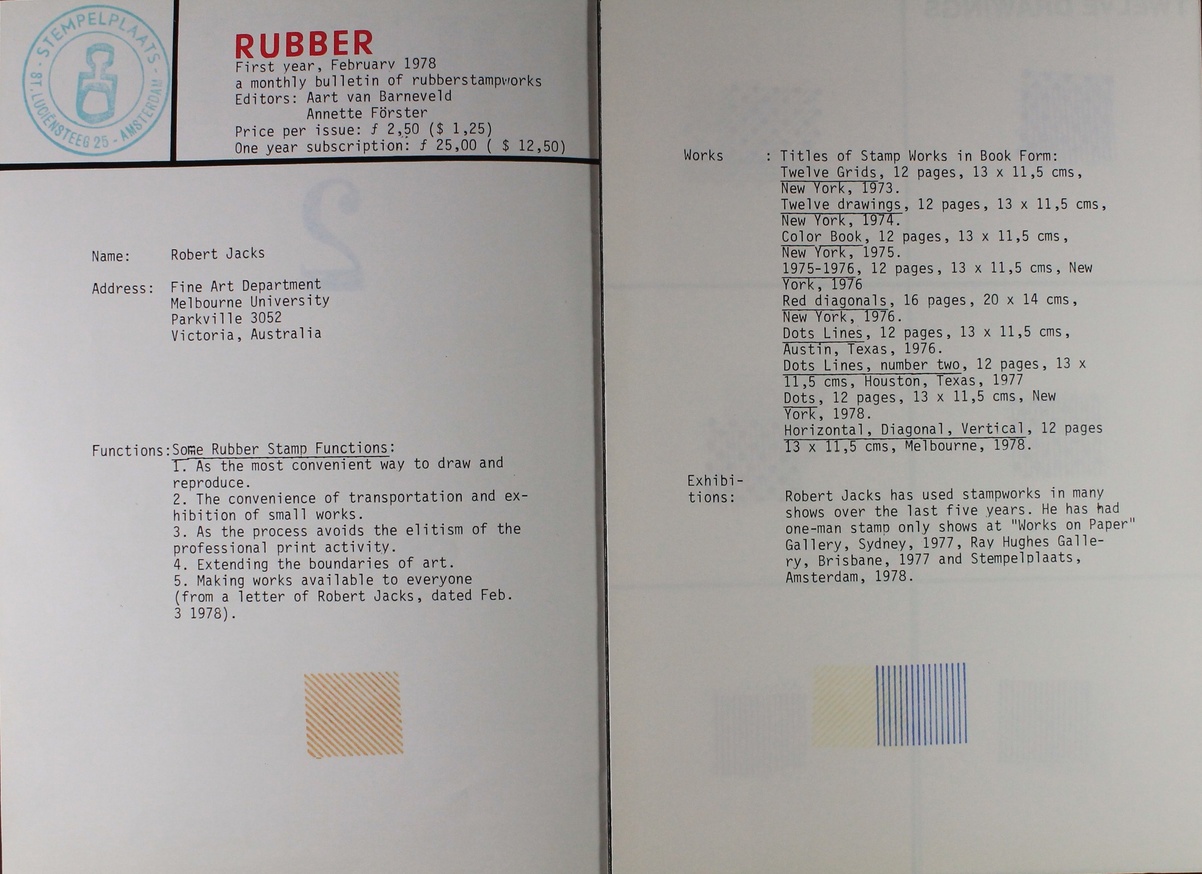 STEMPELPLAATS - ST. LUCIËNSTEEG 25 - AMSTERDAM -
RUBBER
First year, February 1978
a monthly bulletin of rubberstampworks
Editors: Aart van Barneveld
Annette Förster
Price per issue: ƒ 2,50 ($ 1,25)
One year subscription: ƒ 25,00 ( $ 12,50)
2
Name: Robert Jacks
Address: Fine Art Department
Melbourne University
Parkville 3052
Victoria, Australia
Functions:Some Rubber Stamp Functions:
1. As the most convenient way to draw and
reproduce.
2. The convenience of transportation and ex-
hibition of small works.
3. As the process avoids the elitism of the
professional print activity.
4. Extending the boundaries of art.
5. Making works available to everyone
(from a letter of Robert Jacks, dated Feb.
3 1978).
TWELVE DRAWINGS
Works : Titles of Stamp Works in Book Form:
Twelve Grids, 12 pages, 13 x 11,5 cms,
New York, 1973.
Twelve drawings, 12 pages, 13 x 11,5 cms,
New York, 1974.
Color Book, 12 pages, 13 x 11,5 cms,
New York, 1975.
1975-1976, 12 pages, 13 x 11,5 cms, New
York, 1976
Red diagonals, 16 pages, 20 x 14 cms,
New York, 1976.
Dots Lines, 12 pages, 13 x 11,5 cms,
Austin, Texas, 1976.
Dots Lines, number two, 12 pages, 13 x
11,5 cms, Houston, Texas, 1977
Dots, 12 pages, 13 x 11,5 cms, New
York, 1978.
Horizontal, Diagonal, Vertical, 12 pages
13 x 11,5 cms, Melbourne, 1978.
Exhibi-
tions: Robert Jacks has used stampworks in many
shows over the last five years. He has had
one-man stamp only shows at "Works on Paper"
Gallery, Sydney, 1977, Ray Hughes Galle-
ry, Brisbane, 1977 and Stempelplaats,
Amsterdam, 1978.